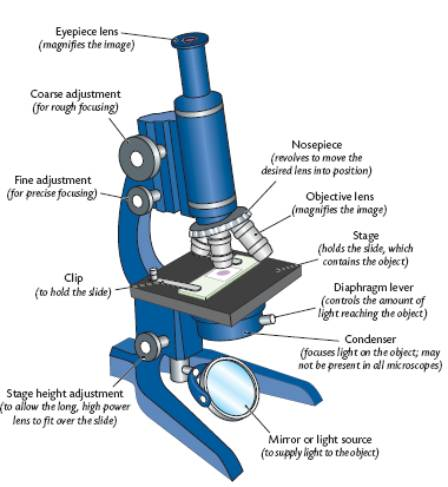 Eyepiece lens
(magnifies the image)
Coarse adjustment
(for rough focusing)
Fine adjustment
(for precise focusing)
Clip
(to hold the slide)
Stage height adjustment
(to allow the long, high power
lens to fit over the slide)
Nosepiece
(revolves to move the
desired lens into position)
Objective lens
(magnifies the image)
Stage
(holds the slide, which
contains the object)
Diaphragm lever
(controls the amount of
light reaching the object)
Condenser
(focuses light on the object; may
not be present in all microscopes)
Mirror or light source
(to supply light to the object)